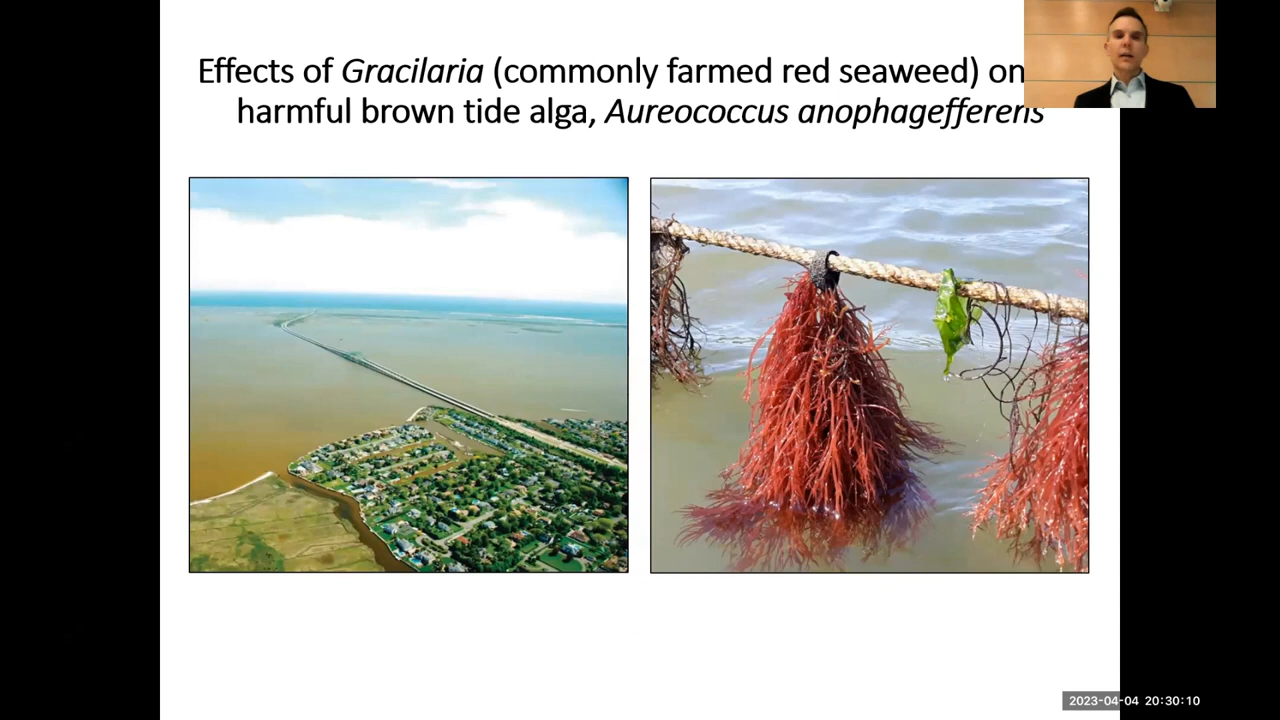 Effects of Gracilaria (commonly farmed red seaweed) on
harmful brown tide alga, Aureococcus anophagefferens
2023-04-04 20:30:10